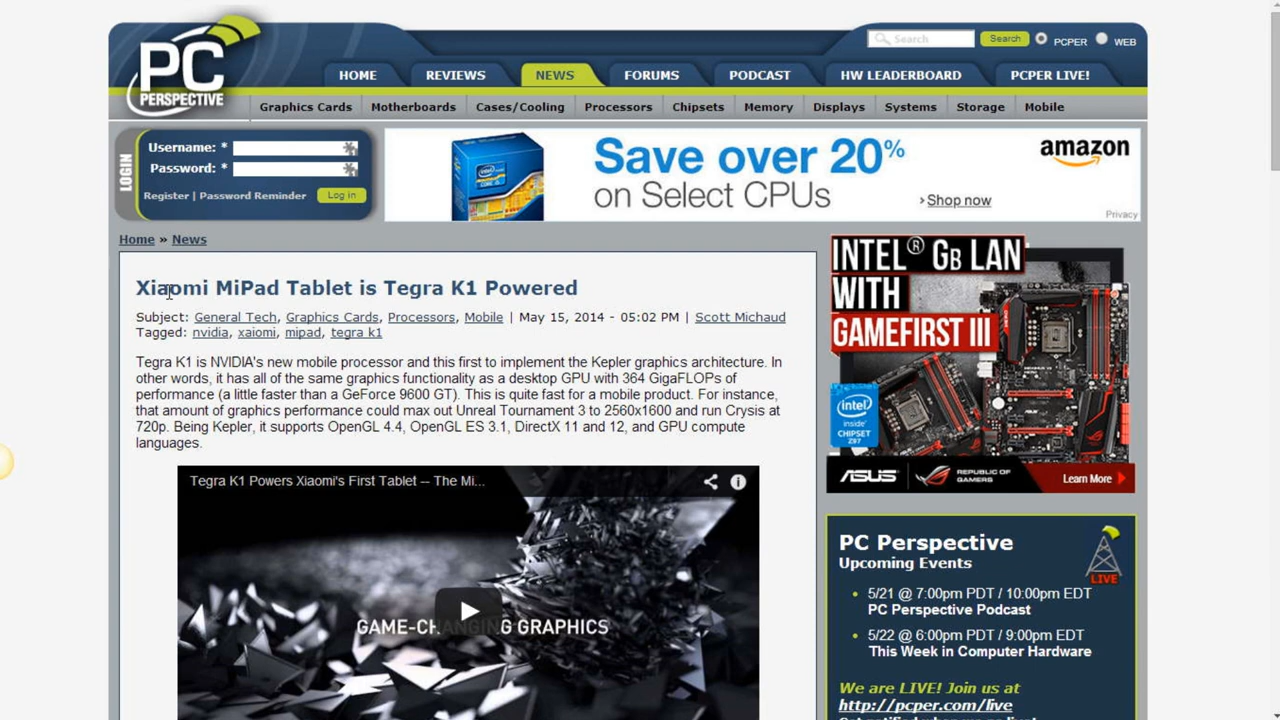 PC
PERSPECTIVE
Search
Search
PCPER
WEB
HOME
REVIEWS
NEWS
FORUMS
PODCAST
HW LEADERBOARD
PCPER LIVE!
Graphics Cards
Motherboards
Cases/Cooling
Processors
Chipsets
Memory
Displays
Systems
Storage
Mobile
LOGIN
Username: *
Password: *
Register | Password Reminder
Log in
Save over 20%
on Select CPUs
amazon
› Shop now
Privacy
Home » News
Xiaomi MiPad Tablet is Tegra K1 Powered
Subject: General Tech, Graphics Cards, Processors, Mobile | May 15, 2014 - 05:02 PM | Scott Michaud
Tagged: nvidia, xaiomi, mipad, tegra k1
Tegra K1 is NVIDIA's new mobile processor and this first to implement the Kepler graphics architecture. In
other words, it has all of the same graphics functionality as a desktop GPU with 364 GigaFLOPs of
performance (a little faster than a GeForce 9600 GT). This is quite fast for a mobile product. For instance,
that amount of graphics performance could max out Unreal Tournament 3 to 2560x1600 and run Crysis at
720p. Being Kepler, it supports OpenGL 4.4, OpenGL ES 3.1, DirectX 11 and 12, and GPU compute
languages.
Tegra K1 Powers Xiaomi's First Tablet -- The Mi...
GAME-CHANGING GRAPHICS
INTEL® GB LAN
WITH
GAMEFIRST III
intel
inside
CHIPSET
Z97
ASUS
REPUBLIC OF
GAMERS
Learn More
PC Perspective
Upcoming Events
LIVE
• 5/21 @ 7:00pm PDT / 10:00pm EDT
PC Perspective Podcast
• 5/22 @ 6:00pm PDT / 9:00pm EDT
This Week in Computer Hardware
We are LIVE! Join us at
http://pcper.com/live